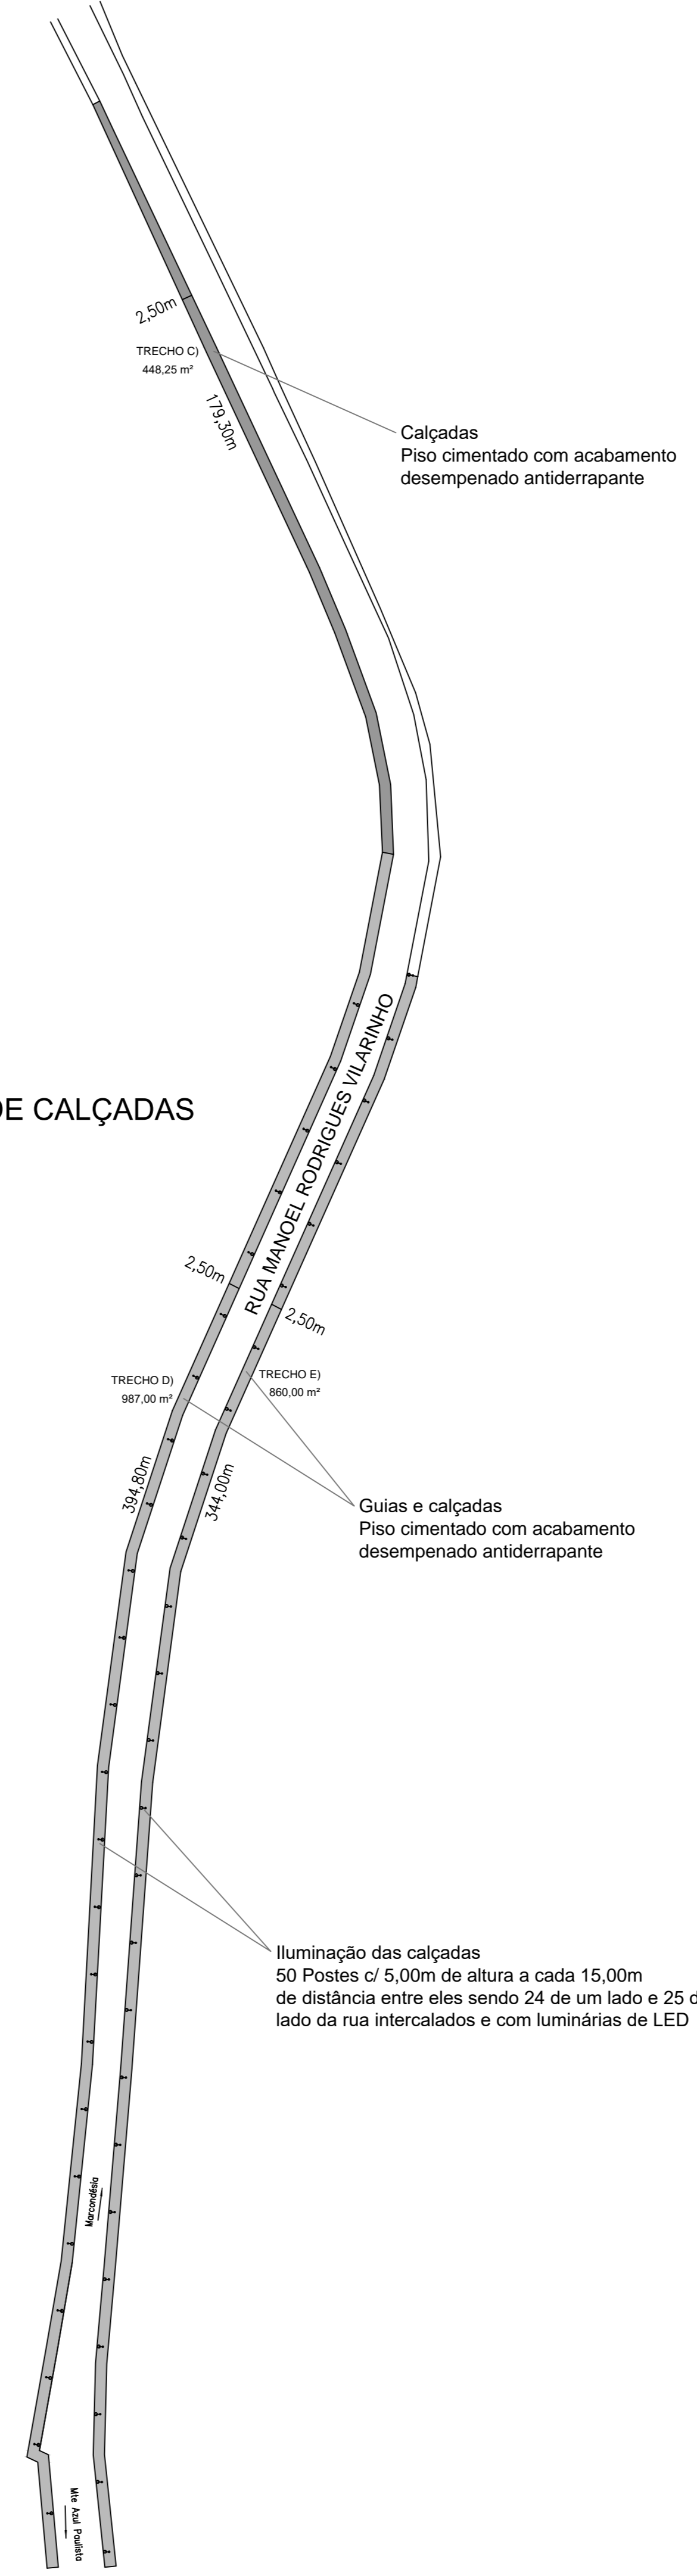 2,50m
TRECHO C)
448,25 m²
179,30m
Calçadas
Piso cimentado com acabamento
desempenado antiderrapante
DE CALÇADAS
RUA MANOEL RODRIGUES VILARINHO
2,50m
2,50m
TRECHO D)
987,00 m²
TRECHO E)
860,00 m²
394,80m
344,00m
Guias e calçadas
Piso cimentado com acabamento
desempenado antiderrapante
Iluminação das calçadas
50 Postes c/ 5,00m de altura a cada 15,00m
de distância entre eles sendo 24 de um lado e 25 d
lado da rua intercalados e com luminárias de LED
Marcondésia
Mte Azul Paulista